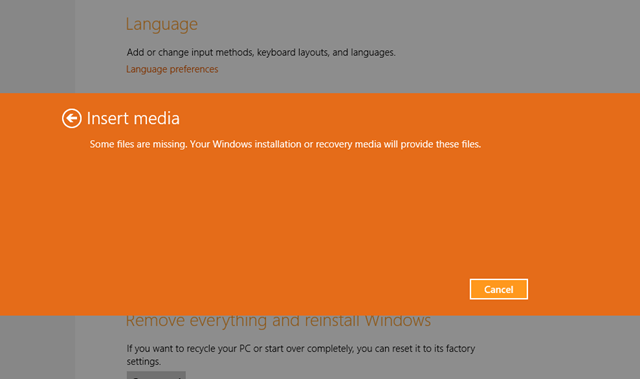 Language
Add or change input methods, keyboard layouts, and languages.
Language preferences
Insert media
Some files are missing. Your Windows installation or recovery media will provide these files.
Cancel
Remove everything and reinstall Windows
If you want to recycle your PC or start over completely, you can reset it to its factory
settings.